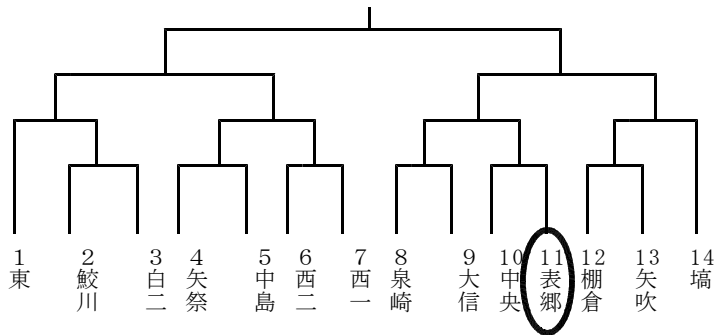 1 東
2 鮫川
3 白二
4 矢祭
5 中島
6 西二
7 西一
8 泉崎
9 大信
10 中央
11 表郷
12 棚倉
13 矢吹
14 塙